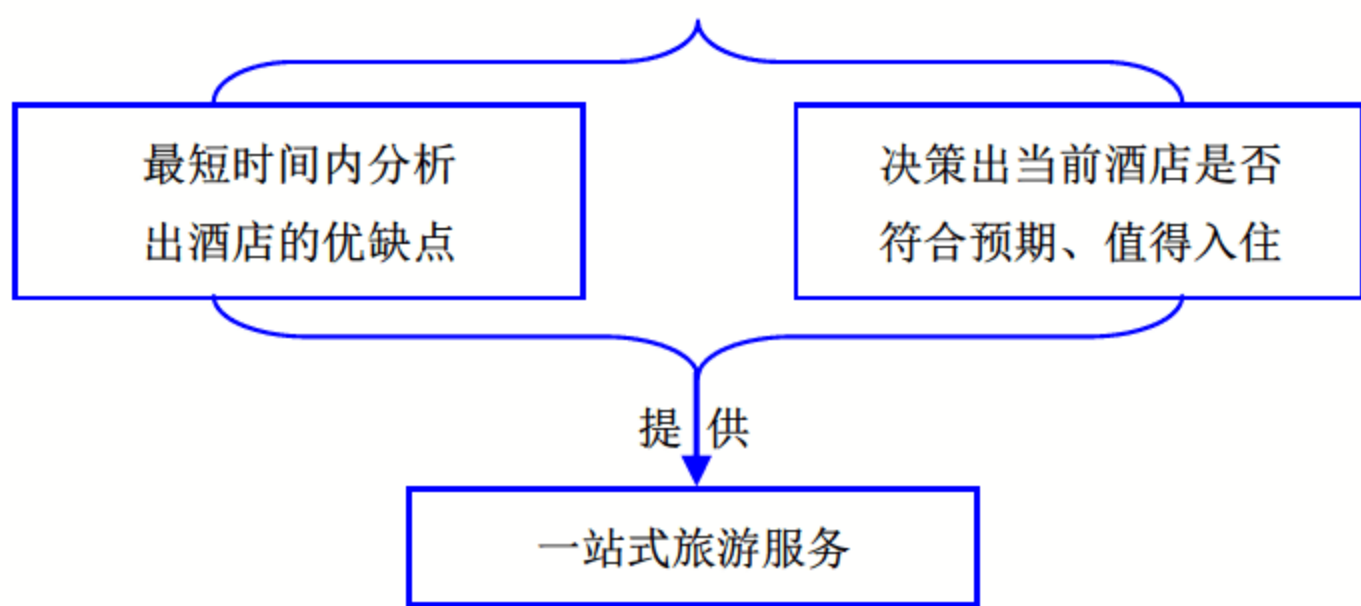 最短时间内分析
出酒店的优缺点
决策出当前酒店是否
符合预期、值得入住
提供
一站式旅游服务